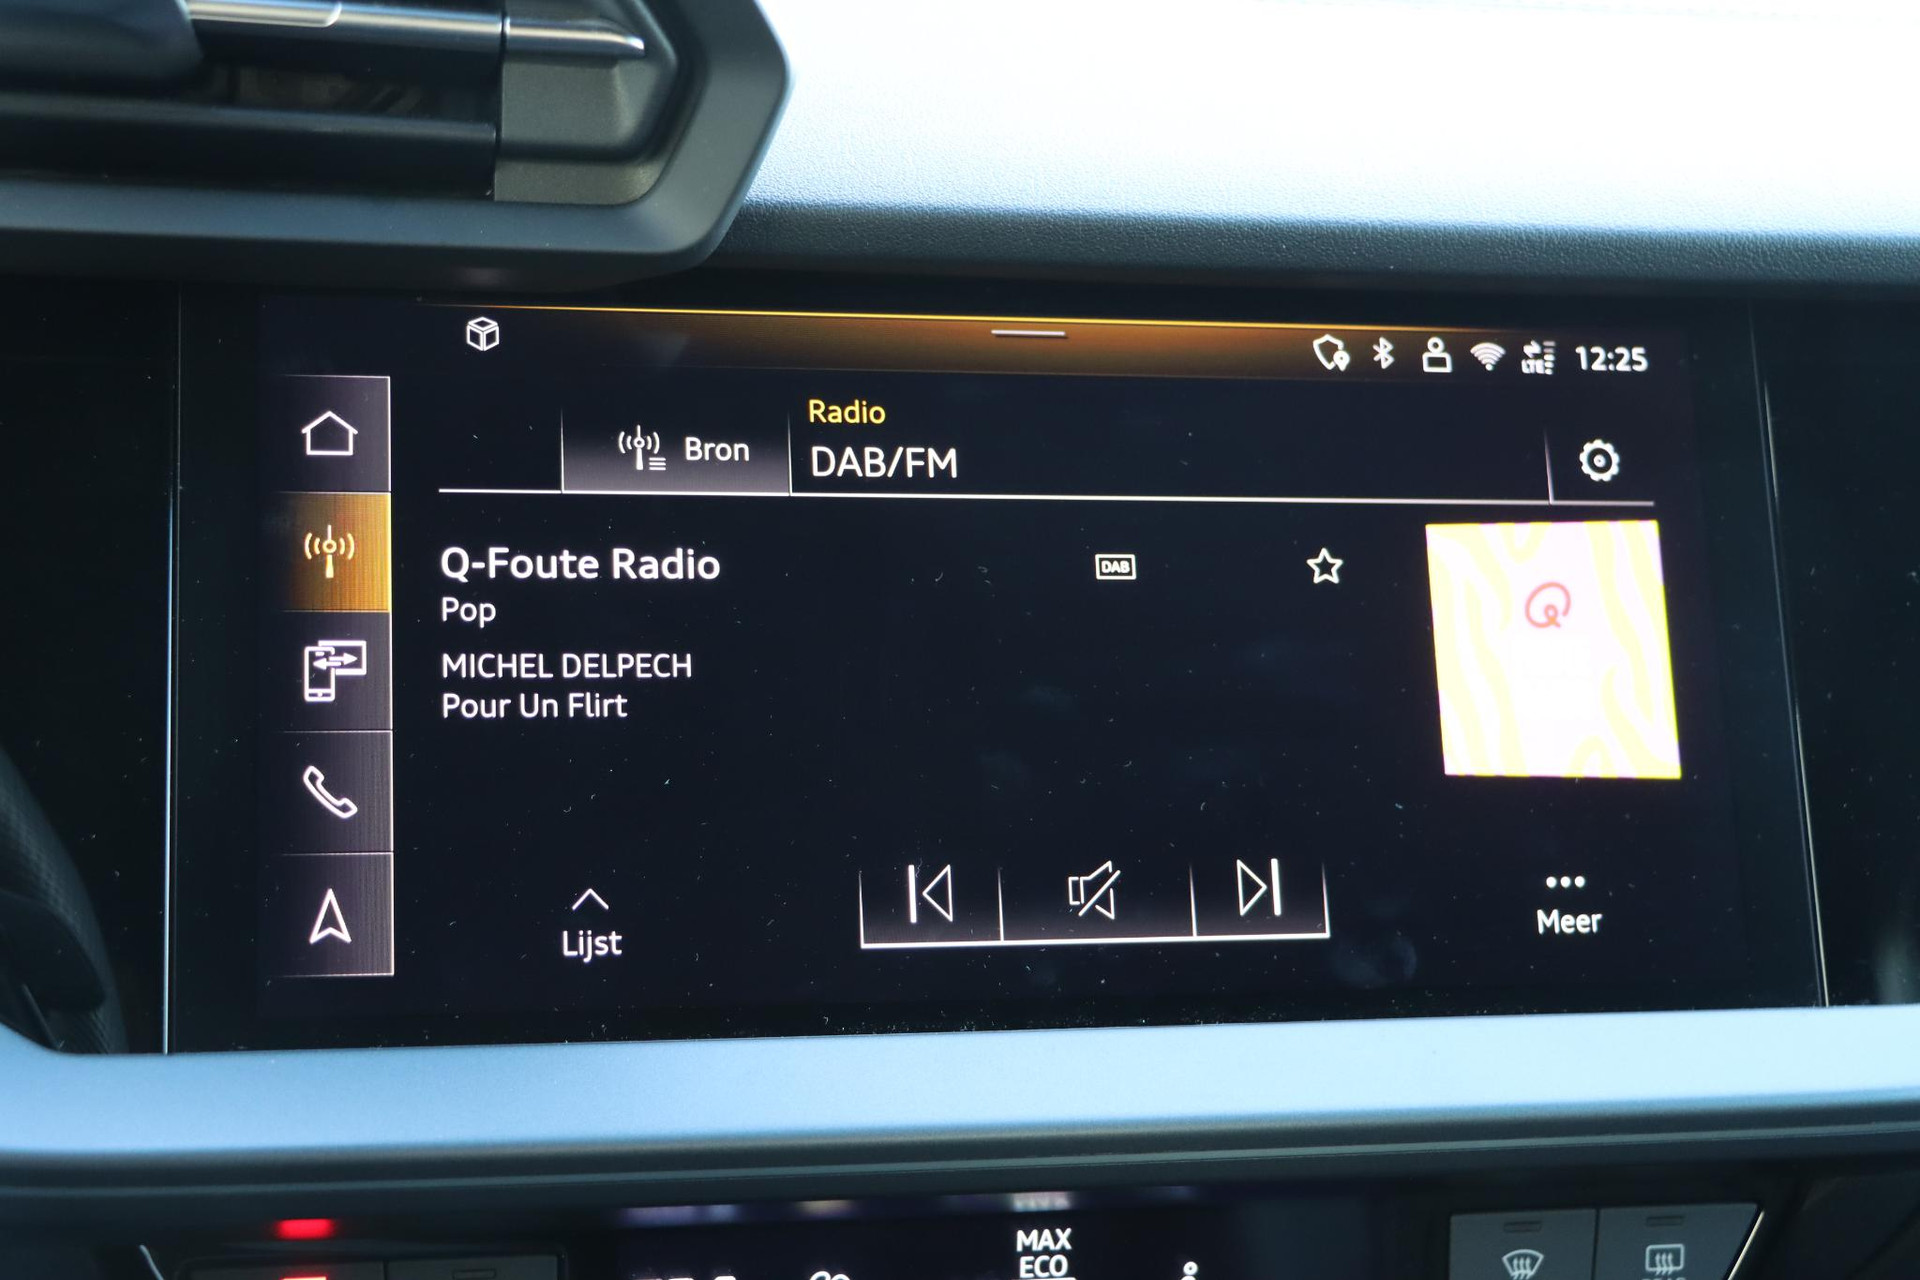 LTE
12:25
Bron
Radio
DAB/FM
Q-Foute Radio
DAB
Pop
MICHEL DELPECH
Pour Un Flirt
Lijst
Meer
MAX
ECO